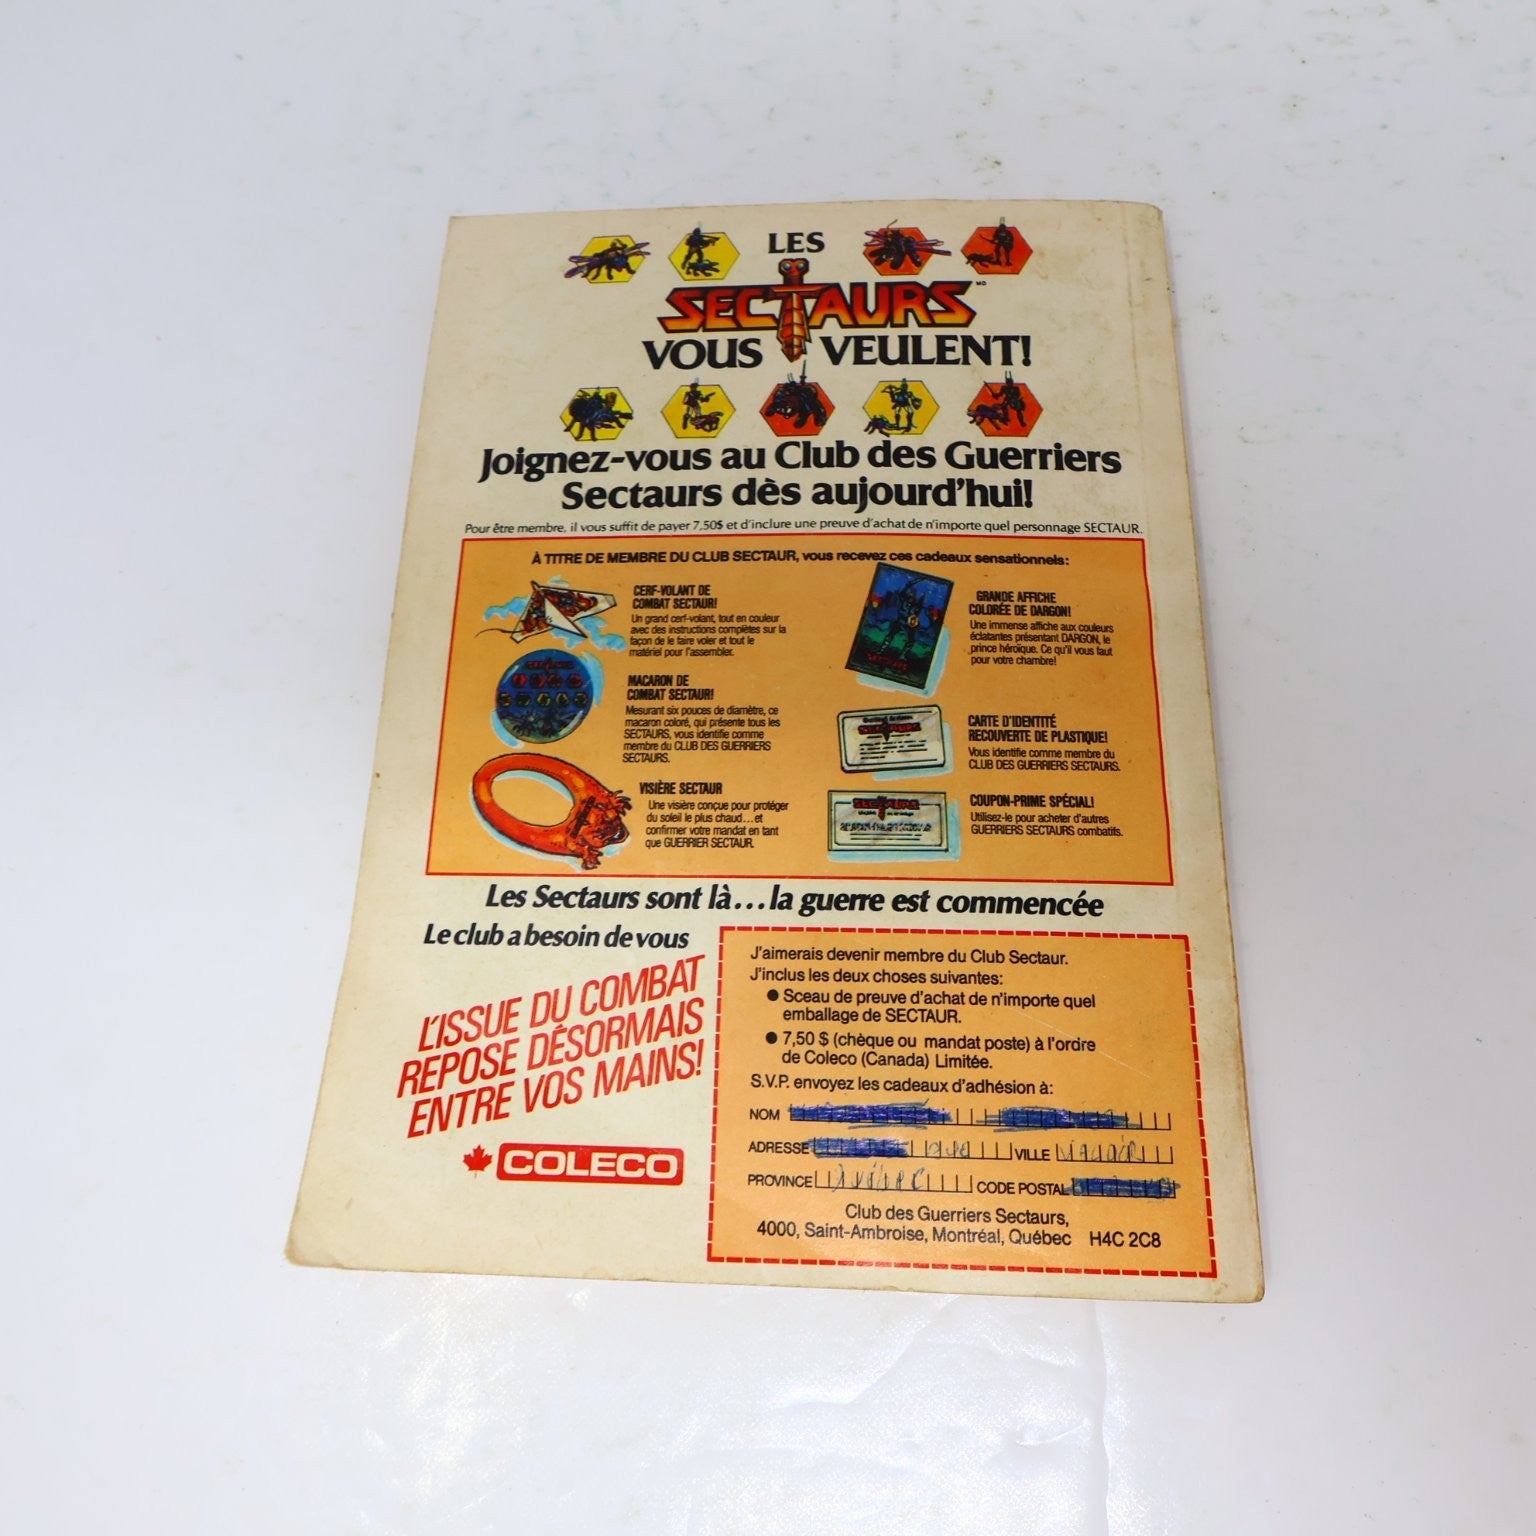 LES
SECTAURS MD
VOUS VEULENT!
Joignez-vous au Club des Guerriers
Sectaurs dès aujourd'hui!
Pour être membre, il vous suffit de payer 7,50$ et d'inclure une preuve d'achat de n'importe quel personnage SECTAUR.
À TITRE DE MEMBRE DU CLUB SECTAUR, vous recevez ces cadeaux sensationnels:
CERF-VOLANT DE
COMBAT SECTAUR!
Un grand cerf-volant, tout en couleur
avec des instructions complètes sur la
façon de le faire voler et tout le
matériel pour l'assembler.
MACARON DE
COMBAT SECTAUR!
Mesurant six pouces de diamètre, ce
macaron coloré, qui présente tous les
SECTAURS, vous identifie comme
membre du CLUB DES GUERRIERS
SECTAURS.
VISIÈRE SECTAUR
Une visière conçue pour protéger
du soleil le plus chaud...et
confirmer votre mandat en tant
que GUERRIER SECTAUR.
GRANDE AFFICHE
COLORÉE DE DARGON!
Une immense affiche aux couleurs
éclatantes présentant DARGON, le
prince héroïque. Ce qu'il vous faut
pour votre chambre!
SECTAURS
CARTE D'IDENTITÉ
RECOUVERTE DE PLASTIQUE!
Vous identifie comme membre du
CLUB DES GUERRIERS SECTAURS.
SECTAURS
COUPON-PRIME SPÉCIAL!
Utilisez-le pour acheter d'autres
GUERRIERS SECTAURS combatifs.
SECTAURS
Les Sectaurs sont là...la guerre est commencée
Le club a besoin de vous
L'ISSUE DU COMBAT
REPOSE DÉSORMAIS
ENTRE VOS MAINS!
COLECO
J'aimerais devenir membre du Club Sectaur.
J'inclus les deux choses suivantes:
● Sceau de preuve d'achat de n'importe quel
emballage de SECTAUR.
● 7,50 $ (chèque ou mandat poste) à l'ordre
de Coleco (Canada) Limitée.
S.V.P. envoyez les cadeaux d'adhésion à:
NOM
ADRESSE VILLE
PROVINCE Québec CODE POSTAL
Club des Guerriers Sectaurs,
4000, Saint-Ambroise, Montréal, Québec H4C 2C8